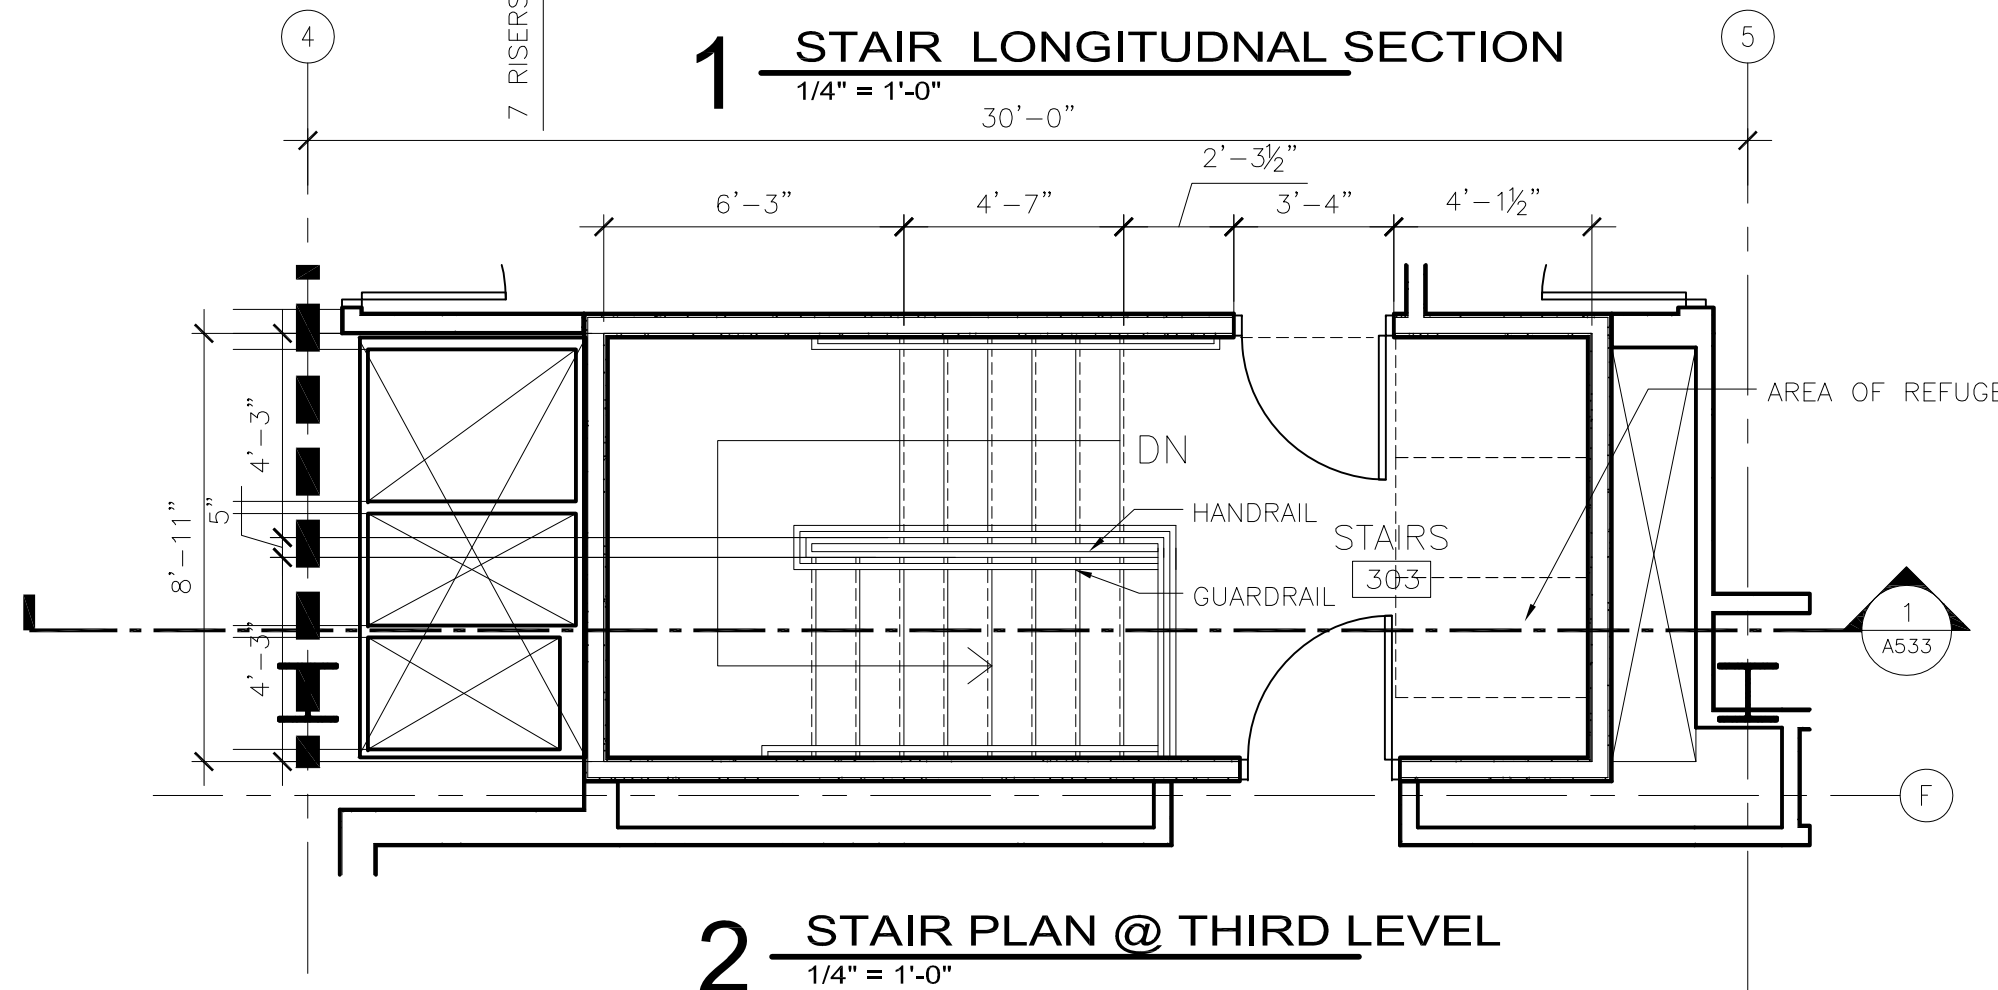 4
7 RISERS
1 STAIR LONGITUDNAL SECTION
1/4" = 1'-0"
5
30'-0"
2'-3½"
6'-3"
4'-7"
3'-4"
4'-1½"
AREA OF REFUGE
4'-3"
DN
8'-11"
5"
HANDRAIL
STAIRS
303
GUARDRAIL
4'-3"
1
A533
F
2 STAIR PLAN @ THIRD LEVEL
1/4" = 1'-0"